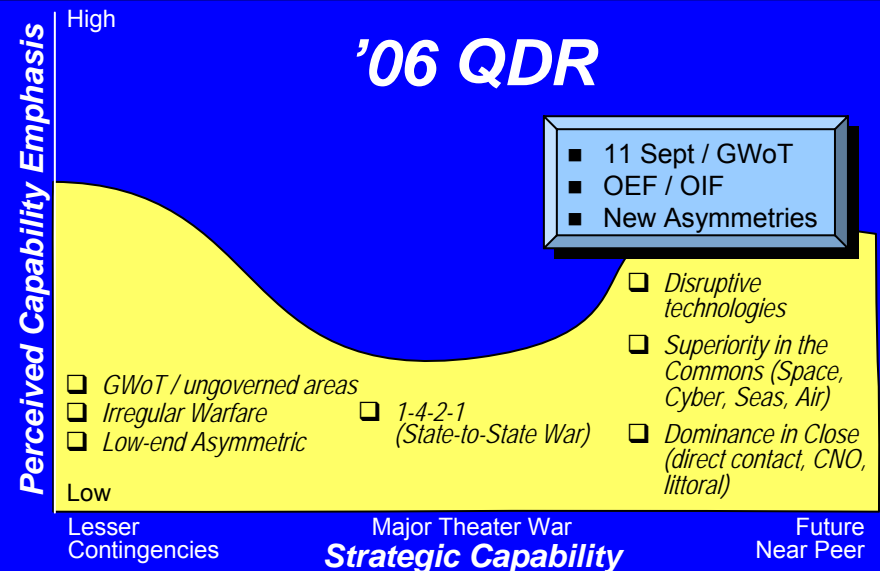 High
’06 QDR
Perceived Capability Emphasis
■ 11 Sept / GWoT
■ OEF / OIF
■ New Asymmetries
❑ GWoT / ungoverned areas
❑ Irregular Warfare
❑ Low-end Asymmetric
❑ 1-4-2-1
(State-to-State War)
❑ Disruptive
technologies
❑ Superiority in the
Commons (Space,
Cyber, Seas, Air)
❑ Dominance in Close
(direct contact, CNO,
littoral)
Low
Lesser
Contingencies
Major Theater War
Future
Near Peer
Strategic Capability